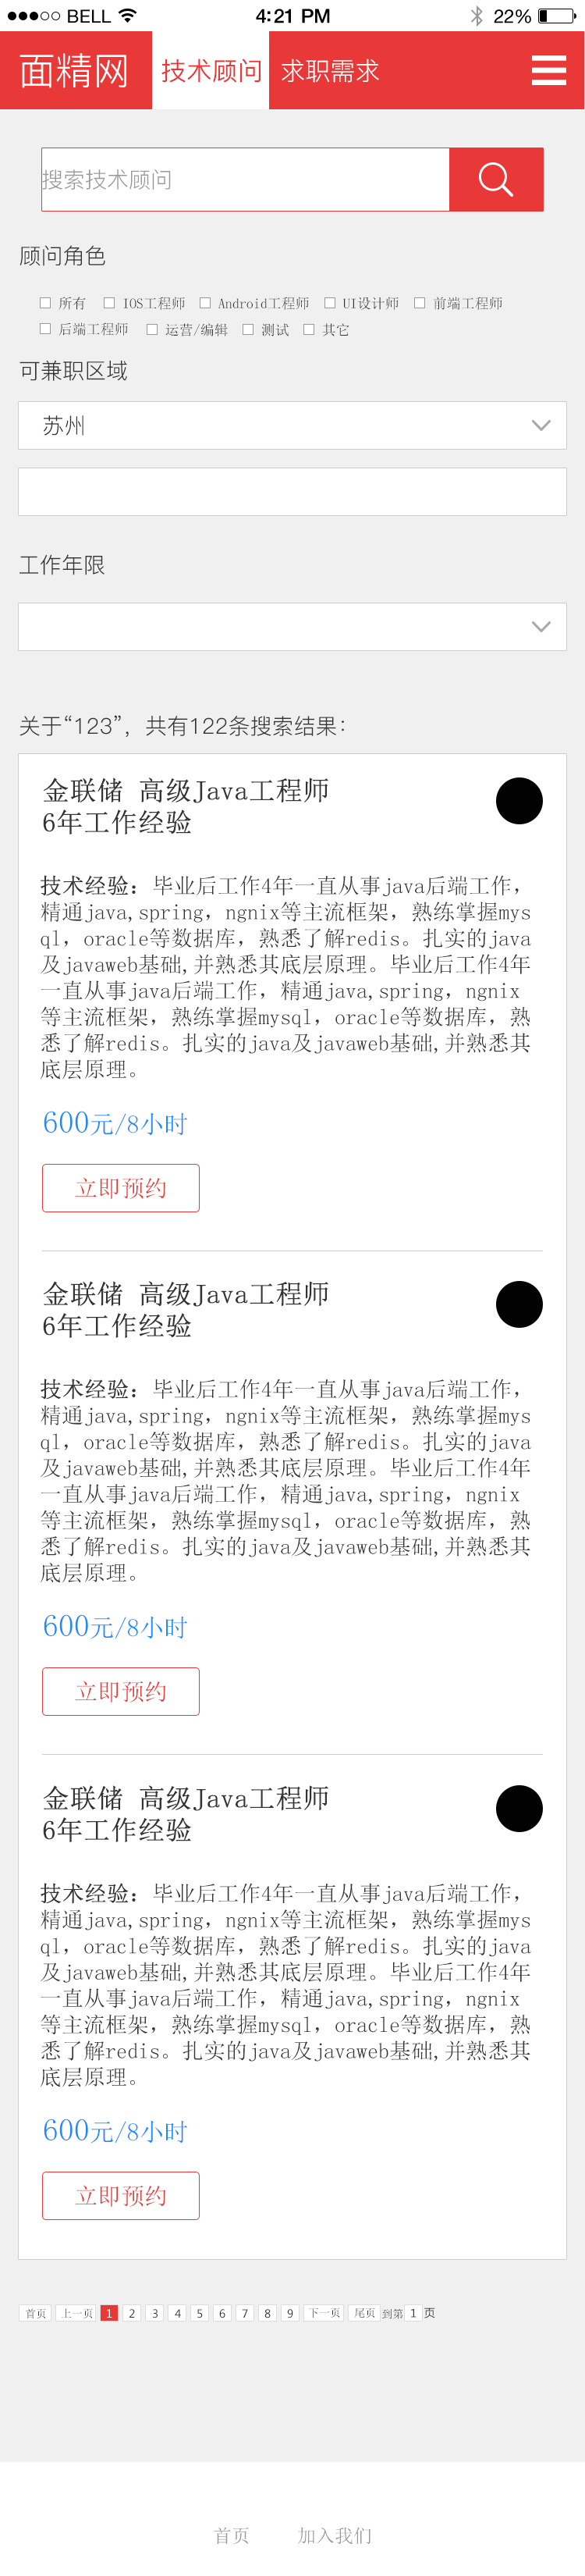 BELL 4:21 PM 22%
面精网 技术顾问 求职需求
搜索技术顾问
顾问角色
所有 IOS工程师 Android工程师 UI设计师 前端工程师
后端工程师 运营/编辑 测试 其它
可兼职区域
苏州
工作年限
关于“123”，共有122条搜索结果：
金联储 高级Java工程师
6年工作经验
技术经验：毕业后工作4年一直从事java后端工作，
精通java,spring，ngnix等主流框架，熟练掌握mys
ql，oracle等数据库，熟悉了解redis。扎实的java
及javaweb基础,并熟悉其底层原理。毕业后工作4年
一直从事java后端工作，精通java,spring，ngnix
等主流框架，熟练掌握mysql，oracle等数据库，熟
悉了解redis。扎实的java及javaweb基础,并熟悉其
底层原理。
600元/8小时
立即预约
金联储 高级Java工程师
6年工作经验
技术经验：毕业后工作4年一直从事java后端工作，
精通java,spring，ngnix等主流框架，熟练掌握mys
ql，oracle等数据库，熟悉了解redis。扎实的java
及javaweb基础,并熟悉其底层原理。毕业后工作4年
一直从事java后端工作，精通java,spring，ngnix
等主流框架，熟练掌握mysql，oracle等数据库，熟
悉了解redis。扎实的java及javaweb基础,并熟悉其
底层原理。
600元/8小时
立即预约
金联储 高级Java工程师
6年工作经验
技术经验：毕业后工作4年一直从事java后端工作，
精通java,spring，ngnix等主流框架，熟练掌握mys
ql，oracle等数据库，熟悉了解redis。扎实的java
及javaweb基础,并熟悉其底层原理。毕业后工作4年
一直从事java后端工作，精通java,spring，ngnix
等主流框架，熟练掌握mysql，oracle等数据库，熟
悉了解redis。扎实的java及javaweb基础,并熟悉其
底层原理。
600元/8小时
立即预约
首页 上一页 1 2 3 4 5 6 7 8 9 下一页 尾页 到第 1 页
首页 加入我们